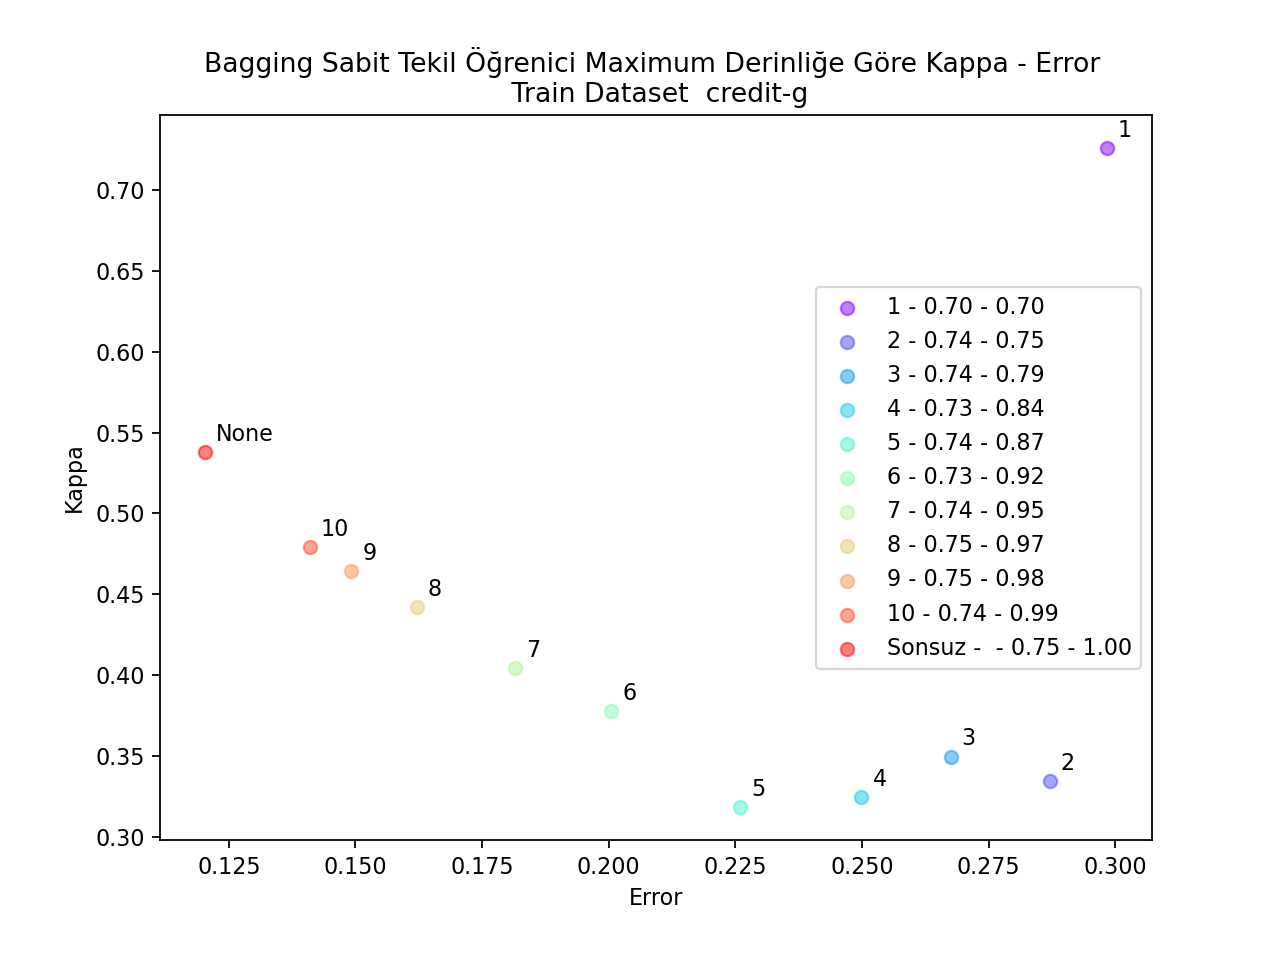 Bagging Sabit Tekil Öğrenici Maximum Derinliğe Göre Kappa - Error
Train Dataset  credit-g
1
0.70
0.65
0.60
0.55
0.50
0.45
0.40
0.35
0.30
Kappa
1 - 0.70 - 0.70
2 - 0.74 - 0.75
3 - 0.74 - 0.79
4 - 0.73 - 0.84
5 - 0.74 - 0.87
6 - 0.73 - 0.92
7 - 0.74 - 0.95
8 - 0.75 - 0.97
9 - 0.75 - 0.98
10 - 0.74 - 0.99
Sonsuz -  - 0.75 - 1.00
None
10
9
8
7
6
5
4
3
2
0.125 0.150 0.175 0.200 0.225 0.250 0.275 0.300
Error